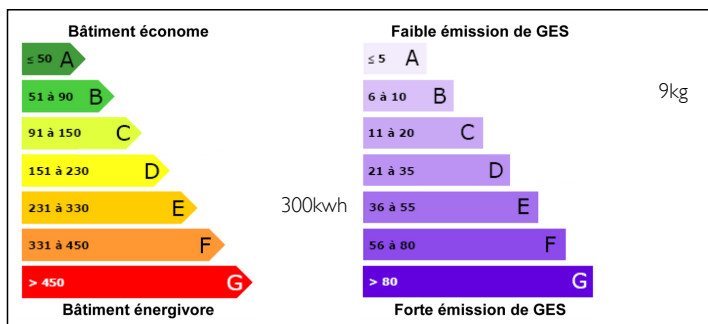 Bâtiment économe
≤ 50 A
51 à 90 B
91 à 150 C
151 à 230 D
231 à 330 E
300kwh
331 à 450 F
> 450 G
Bâtiment énergivore
Faible émission de GES
≤ 5 A
6 à 10 B
9kg
11 à 20 C
21 à 35 D
36 à 55 E
56 à 80 F
> 80 G
Forte émission de GES